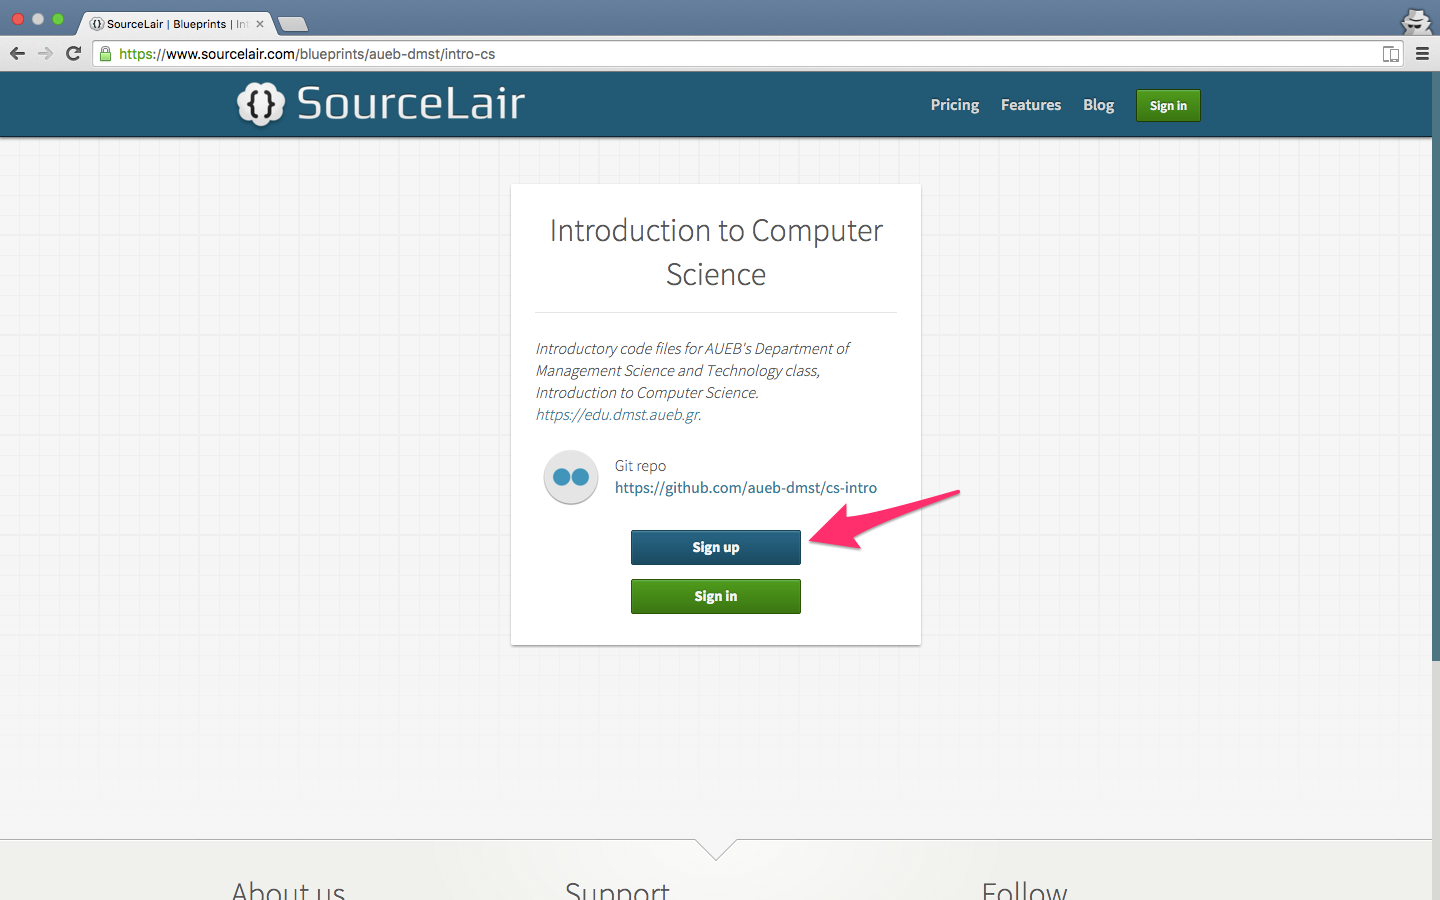 SourceLair | Blueprints | Int
https://www.sourcelair.com/blueprints/aueb-dmst/intro-cs
{} SourceLair
Pricing Features Blog Sign in
Introduction to Computer
Science
Introductory code files for AUEB's Department of
Management Science and Technology class,
Introduction to Computer Science.
https://edu.dmst.aueb.gr.
Git repo
https://github.com/aueb-dmst/cs-intro
Sign up
Sign in
About us Support Follow